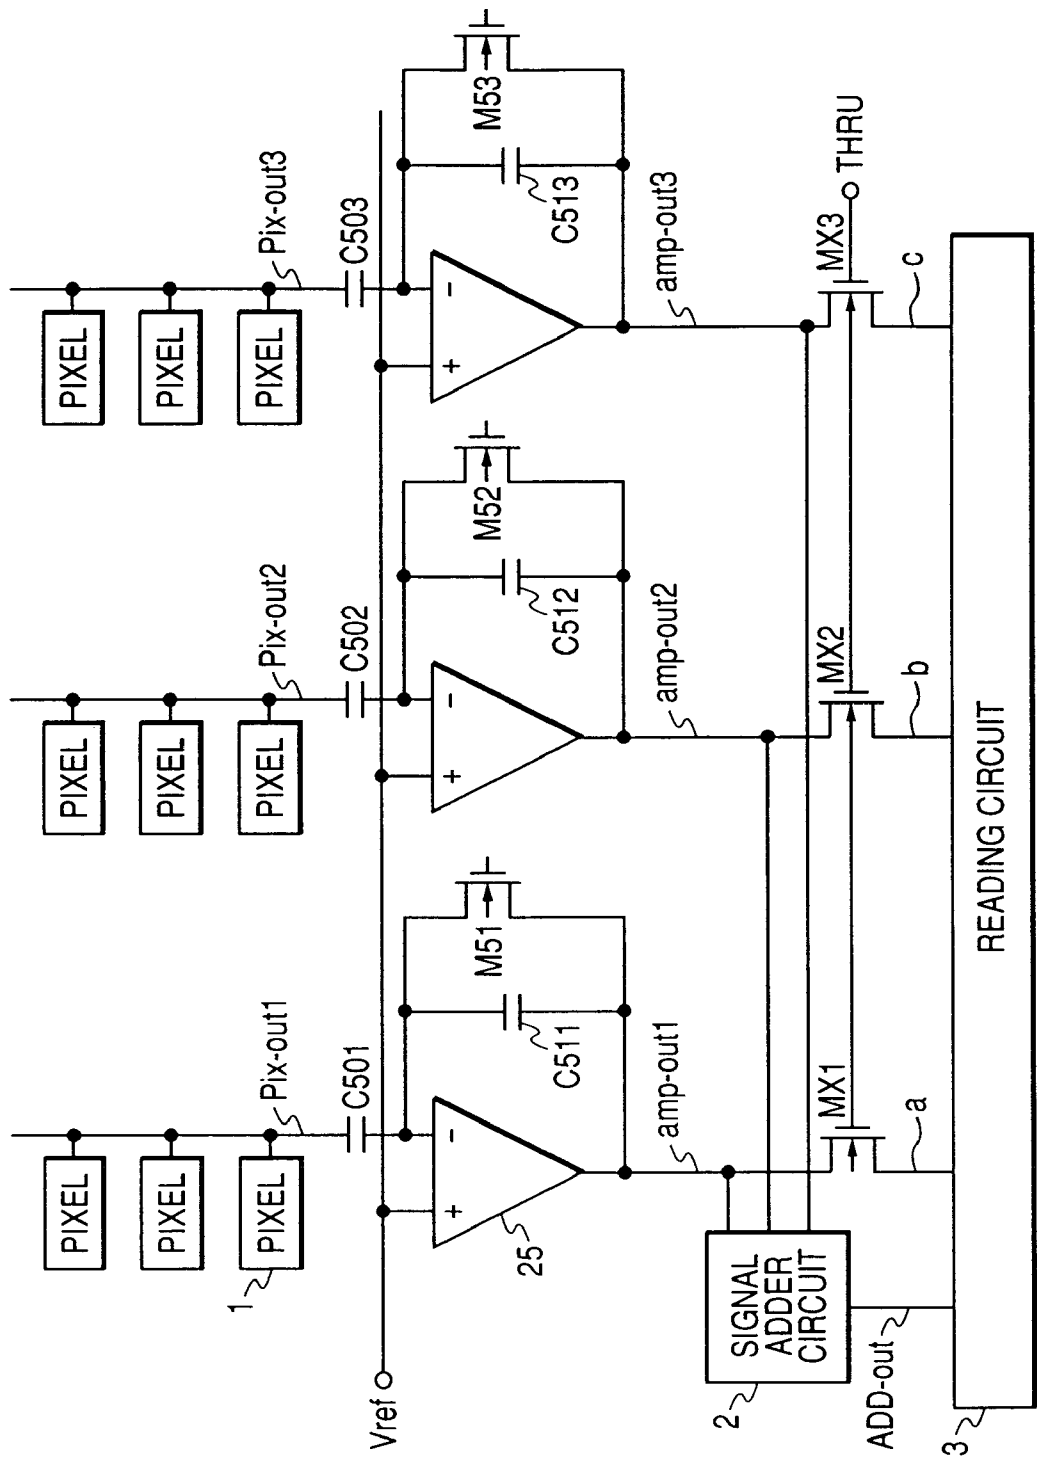 PIXEL
PIXEL
PIXEL
1
Pix-out1
C501
PIXEL
PIXEL
PIXEL
Pix-out2
C502
PIXEL
PIXEL
PIXEL
Pix-out3
C503
Vref
+
-
25
C511
M51
+
-
C512
M52
+
-
C513
M53
amp-out1
amp-out2
amp-out3
SIGNAL
ADDER
CIRCUIT
2
ADD-out
MX1
MX2
MX3
THRU
a
b
c
READING CIRCUIT
3